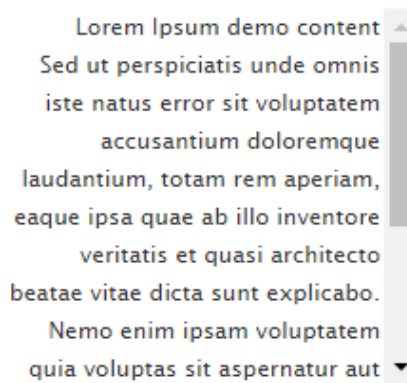 Lorem Ipsum demo content
Sed ut perspiciatis unde omnis
iste natus error sit voluptatem
accusantium doloremque
laudantium, totam rem aperiam,
eaque ipsa quae ab illo inventore
veritatis et quasi architecto
beatae vitae dicta sunt explicabo.
Nemo enim ipsam voluptatem
quia voluptas sit aspernatur aut